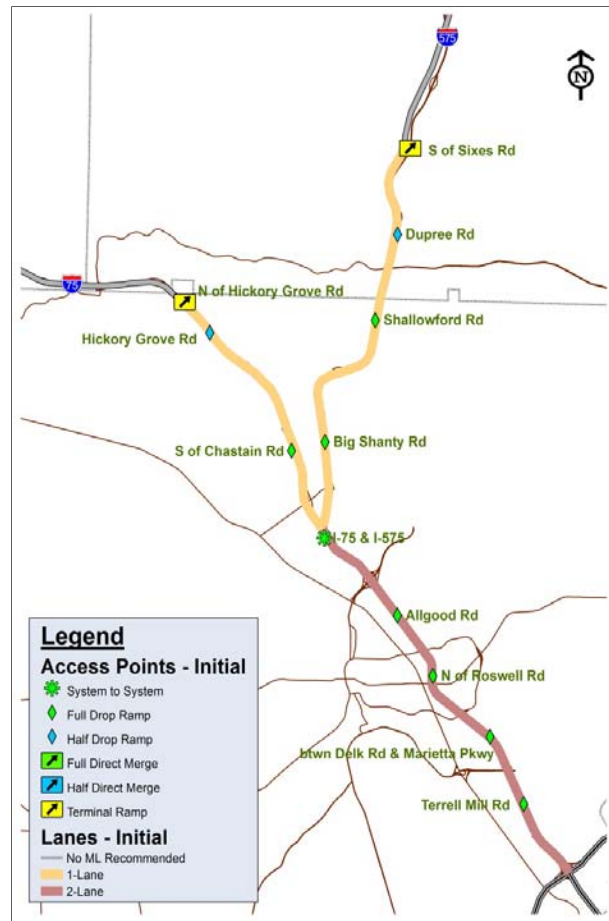 575
N
S of Sixes Rd
Dupree Rd
75
N of Hickory Grove Rd
Shallowford Rd
Hickory Grove Rd
Big Shanty Rd
S of Chastain Rd
I-75 & I-575
Allgood Rd
N of Roswell Rd
btwn Delk Rd & Marietta Pkwy
Terrell Mill Rd
Legend
Access Points - Initial
System to System
Full Drop Ramp
Half Drop Ramp
Full Direct Merge
Half Direct Merge
Terminal Ramp
Lanes - Initial
No ML Recommended
1-Lane
2-Lane